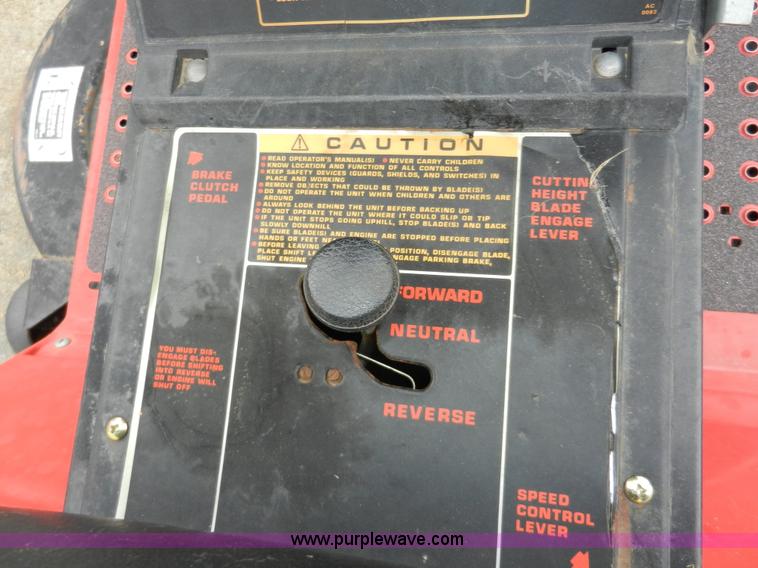 AC
0093
CAUTION
READ OPERATOR'S MANUAL(S) NEVER CARRY CHILDREN
KNOW LOCATION AND FUNCTION OF ALL CONTROLS
KEEP SAFETY DEVICES (GUARDS, SHIELDS, AND SWITCHES) IN
PLACE AND WORKING
REMOVE OBJECTS THAT COULD BE THROWN BY BLADE(S)
DO NOT OPERATE THE UNIT WHEN CHILDREN AND OTHERS ARE
AROUND
ALWAYS LOOK BEHIND THE UNIT BEFORE BACKING UP
DO NOT OPERATE THE UNIT WHERE IT COULD SLIP OR TIP
IF THE UNIT STOPS GOING UPHILL, STOP BLADE(S) AND BACK
SLOWLY DOWNHILL
BE SURE BLADE(S) AND ENGINE ARE STOPPED BEFORE PLACING
HANDS OR FEET
BEFORE LEAVING POSITION, DISENGAGE BLADE,
PLACE SHIFT ENGAGE PARKING BRAKE,
SHUT ENGINE
BRAKE
CLUTCH
PEDAL
CUTTING
HEIGHT
BLADE
ENGAGE
LEVER
FORWARD
NEUTRAL
REVERSE
YOU MUST DIS-
ENGAGE BLADES
BEFORE SHIFTING
INTO REVERSE
OR ENGINE WILL
SHUT OFF
SPEED
CONTROL
LEVER
www.purplewave.com